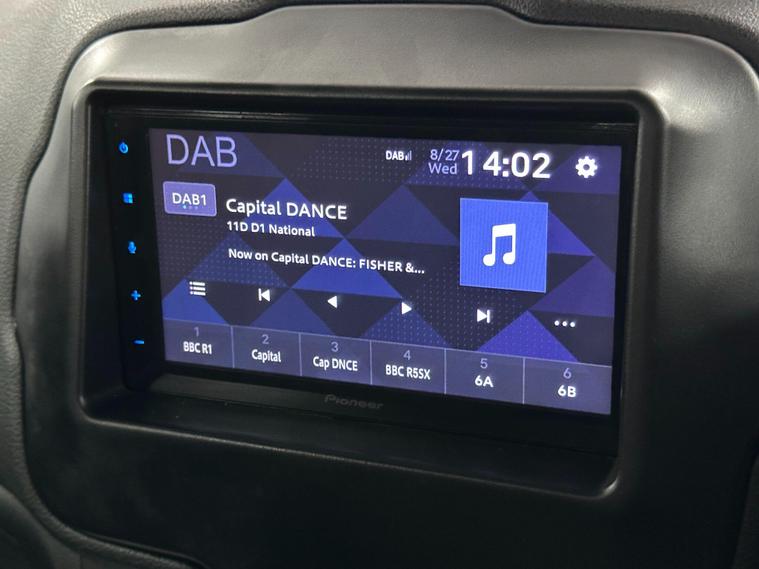 DAB
DAB
8/27
Wed
14:02
DAB1
Capital DANCE
11D D1 National
Now on Capital DANCE: FISHER &...
1
BBC R1
2
Capital
3
Cap DNCE
4
BBC R5SX
5
6A
6
6B
Pioneer